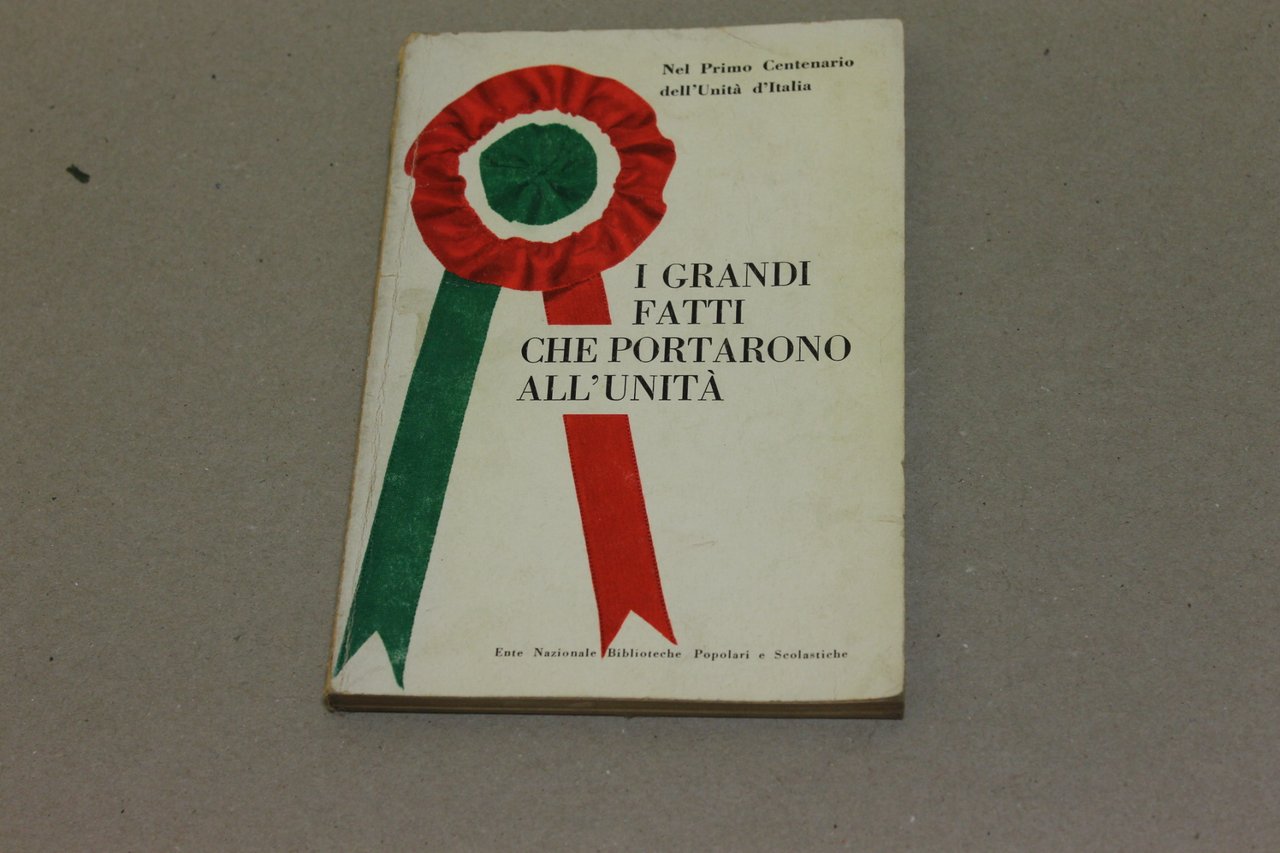 Nel Primo Centenario
dell'Unità d'Italia
I GRANDI
FATTI
CHE PORTARONO
ALL'UNITÀ
Ente Nazionale Biblioteche Popolari e Scolastiche